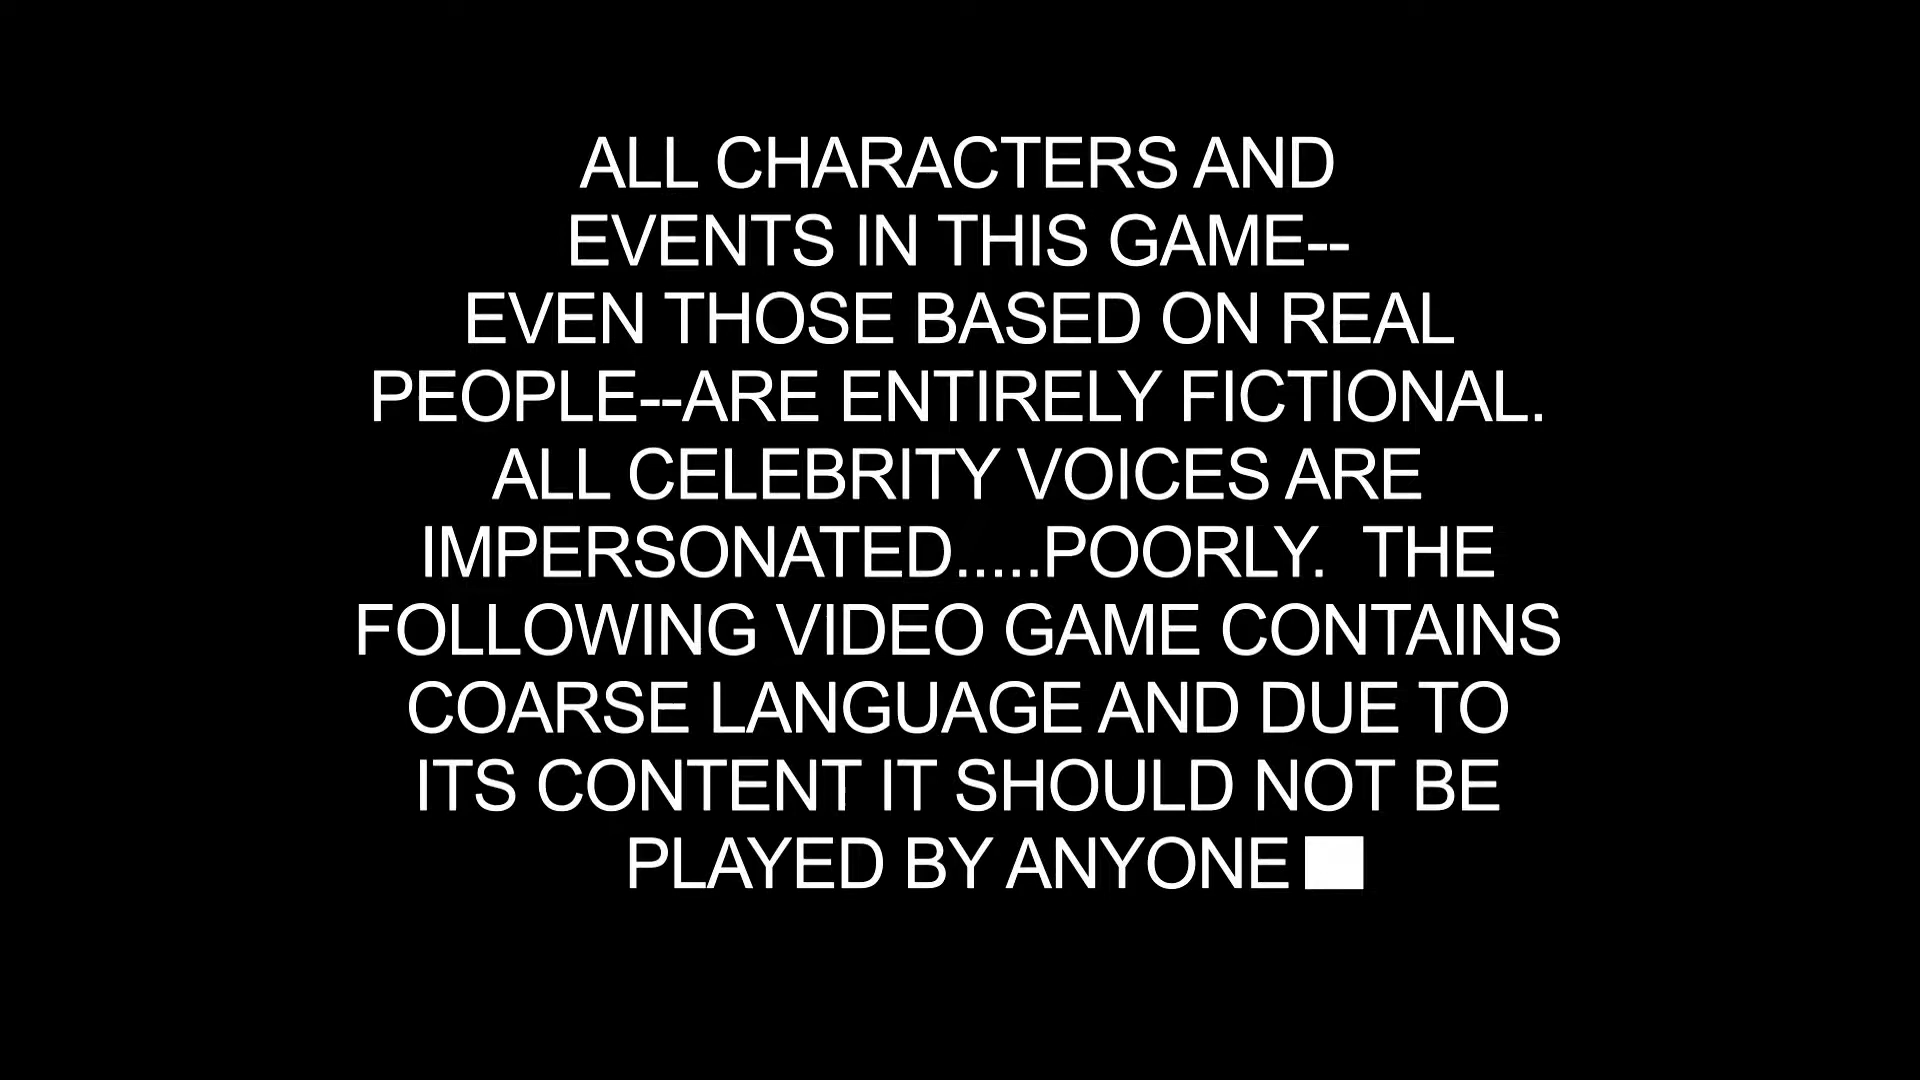 ALL CHARACTERS AND
EVENTS IN THIS GAME--
EVEN THOSE BASED ON REAL
PEOPLE--ARE ENTIRELY FICTIONAL.
ALL CELEBRITY VOICES ARE
IMPERSONATED.....POORLY.  THE
FOLLOWING VIDEO GAME CONTAINS
COARSE LANGUAGE AND DUE TO
ITS CONTENT IT SHOULD NOT BE
PLAYED BY ANYONE ■